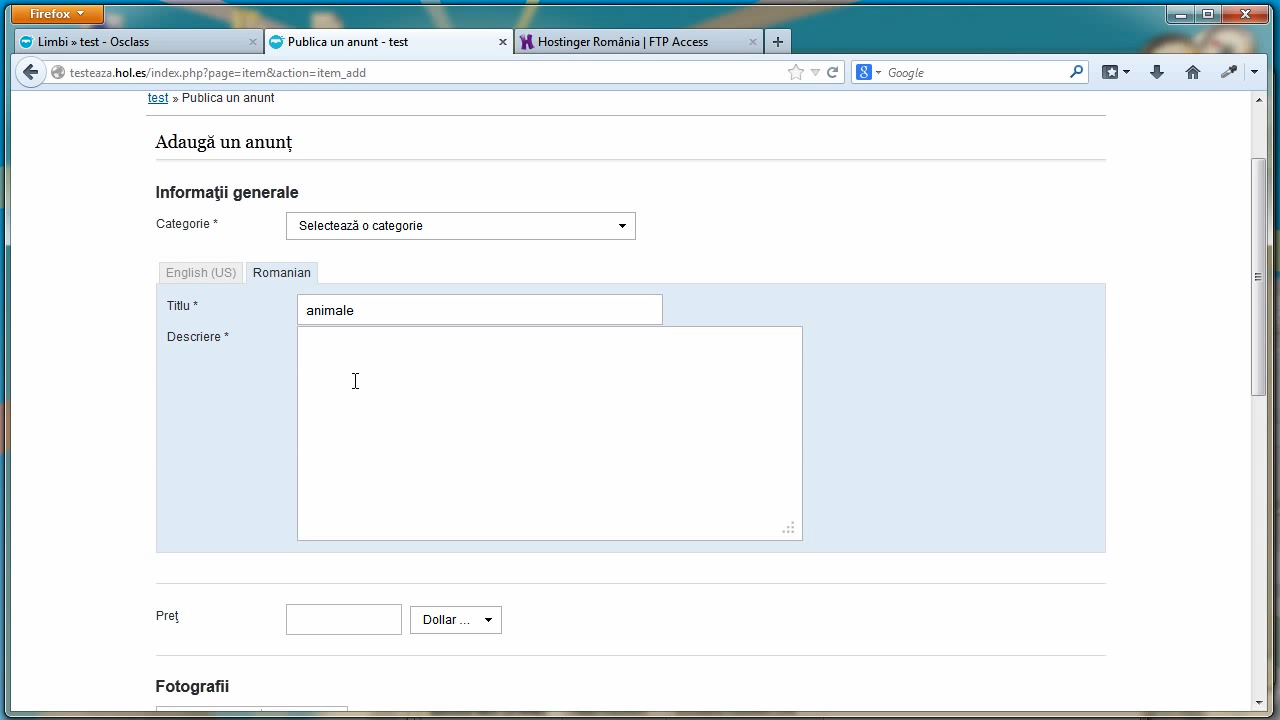 Firefox
Limbi » test - Osclass
Publica un anunt - test
Hostinger România | FTP Access
testeaza.hol.es/index.php?page=item&action=item_add
Google
test » Publica un anunt
Adaugă un anunț
Informaţii generale
Categorie *
Selectează o categorie
English (US)
Romanian
Titlu *
animale
Descriere *
Preţ
Dollar ...
Fotografii